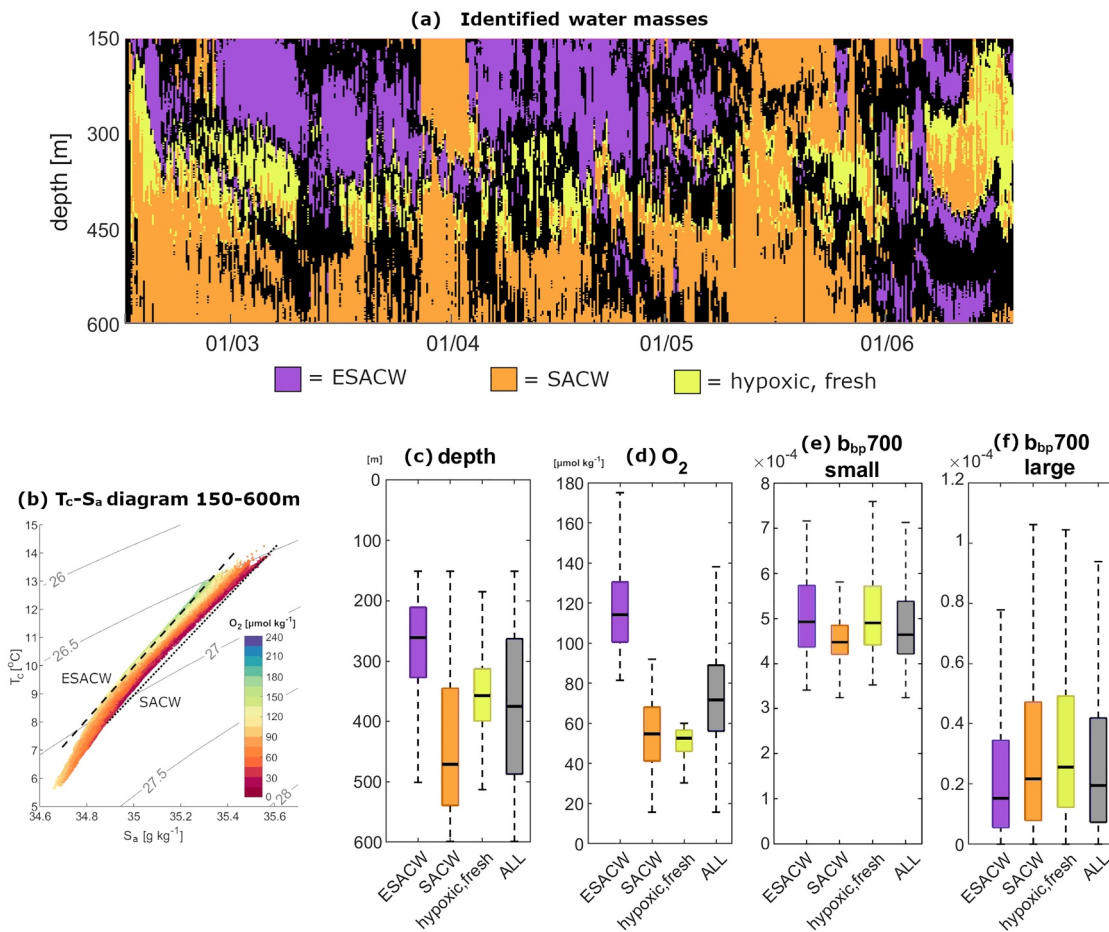 (a) Identified water masses
150
300
450
600
depth [m]
01/03 01/04 01/05 01/06
= ESACW = SACW = hypoxic, fresh
(b) Tc-Sa diagram 150-600m
15
14
13
12
11
10
9
8
7
6
5
Tc [°C]
34.6 34.8 35 35.2 35.4 35.6
Sa [g kg-1]
26
26.5
27
27.5
28
ESACW
SACW
O2 [μmol kg-1]
240
210
180
150
120
90
60
30
0
(c) depth
[m]
0
100
200
300
400
500
600
ESACW
SACW
hypoxic,fresh
ALL
(d) O2
[μmol kg-1]
180
160
140
120
100
80
60
40
20
0
ESACW
SACW
hypoxic,fresh
ALL
(e) bbp700
small
×10-4
8
7
6
5
4
3
2
1
0
ESACW
SACW
hypoxic,fresh
ALL
(f) bbp700
large
×10-4
1.2
1
0.8
0.6
0.4
0.2
0
ESACW
SACW
hypoxic,fresh
ALL